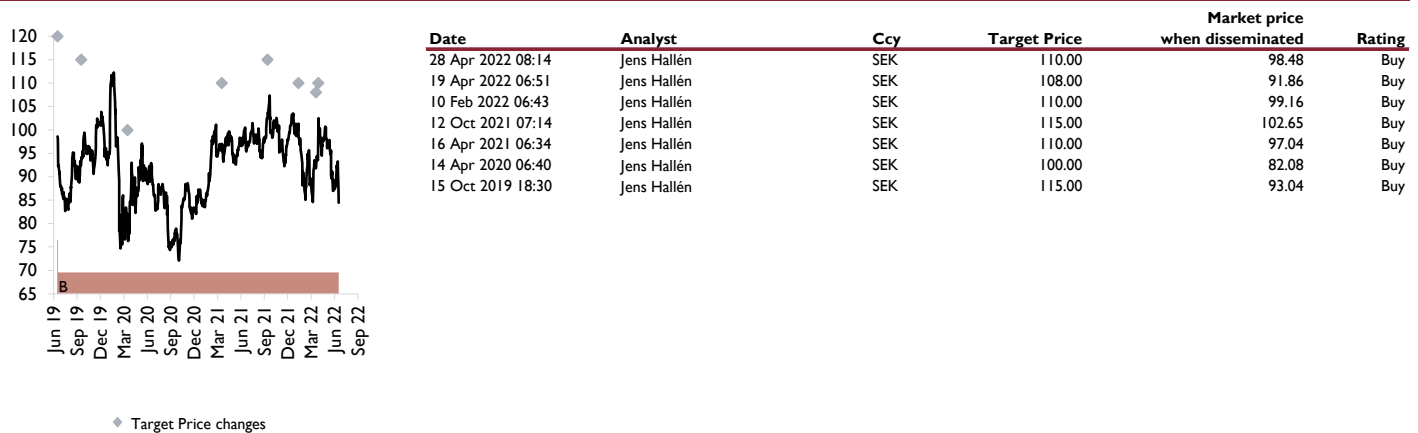 120
115
110
105
100
95
90
85
80
75
70
65
B
Jun 19
Sep 19
Dec 19
Mar 20
Jun 20
Sep 20
Dec 20
Mar 21
Jun 21
Sep 21
Dec 21
Mar 22
Jun 22
Sep 22
Target Price changes
Market price
Date Analyst Ccy Target Price when disseminated Rating
28 Apr 2022 08:14 Jens Hallén SEK 110.00 98.48 Buy
19 Apr 2022 06:51 Jens Hallén SEK 108.00 91.86 Buy
10 Feb 2022 06:43 Jens Hallén SEK 110.00 99.16 Buy
12 Oct 2021 07:14 Jens Hallén SEK 115.00 102.65 Buy
16 Apr 2021 06:34 Jens Hallén SEK 110.00 97.04 Buy
14 Apr 2020 06:40 Jens Hallén SEK 100.00 82.08 Buy
15 Oct 2019 18:30 Jens Hallén SEK 115.00 93.04 Buy